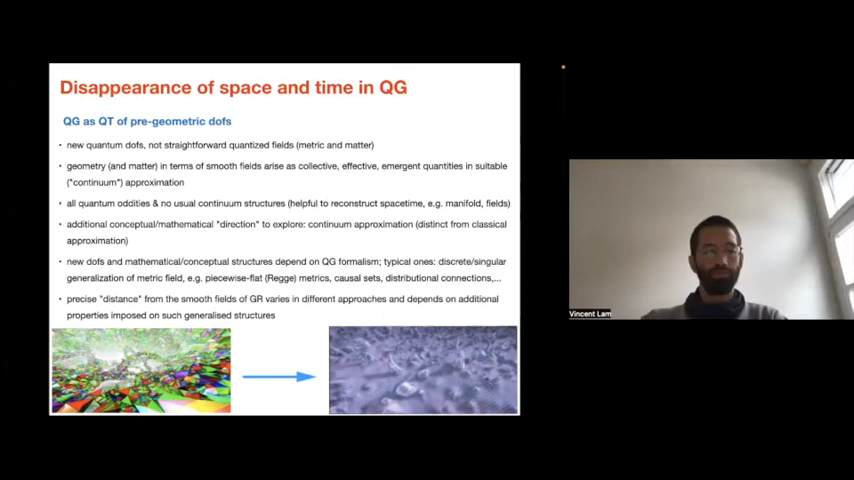 Disappearance of space and time in QG
QG as QT of pre-geometric dofs
• new quantum dofs, not straightforward quantized fields (metric and matter)
• geometry (and matter) in terms of smooth fields arise as collective, effective, emergent quantities in suitable
("continuum") approximation
• all quantum oddities & no usual continuum structures (helpful to reconstruct spacetime, e.g. manifold, fields)
• additional conceptual/mathematical "direction" to explore: continuum approximation (distinct from classical
approximation)
• new dofs and mathematical/conceptual structures depend on QG formalism; typical ones: discrete/singular
generalization of metric field, e.g. piecewise-flat (Regge) metrics, causal sets, distributional connections,...
• precise "distance" from the smooth fields of GR varies in different approaches and depends on additional
properties imposed on such generalised structures
Vincent Lam